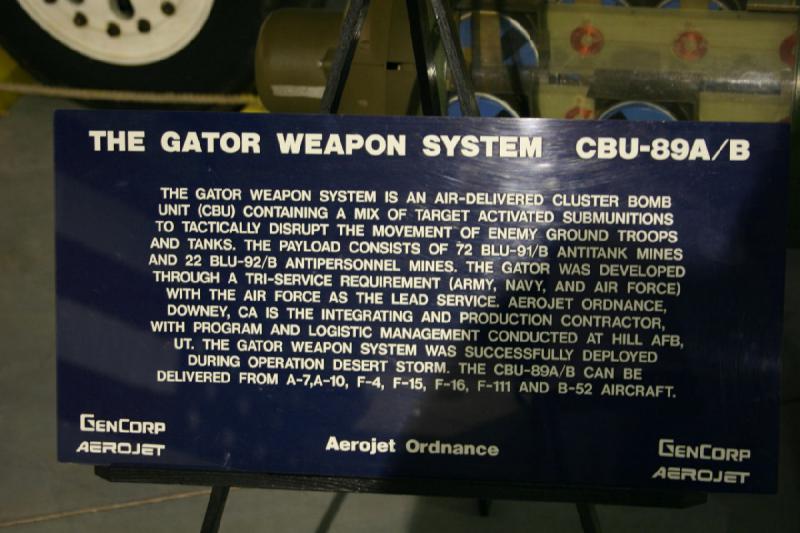 THE GATOR WEAPON SYSTEM CBU-89A/B
THE GATOR WEAPON SYSTEM IS AN AIR-DELIVERED CLUSTER BOMB
UNIT (CBU) CONTAINING A MIX OF TARGET ACTIVATED SUBMUNITIONS
TO TACTICALLY DISRUPT THE MOVEMENT OF ENEMY GROUND TROOPS
AND TANKS. THE PAYLOAD CONSISTS OF 72 BLU-91/B ANTITANK MINES
AND 22 BLU-92/B ANTIPERSONNEL MINES. THE GATOR WAS DEVELOPED
THROUGH A TRI-SERVICE REQUIREMENT (ARMY, NAVY, AND AIR FORCE)
WITH THE AIR FORCE AS THE LEAD SERVICE. AEROJET ORDNANCE,
DOWNEY, CA IS THE INTEGRATING AND PRODUCTION CONTRACTOR,
WITH PROGRAM AND LOGISTIC MANAGEMENT CONDUCTED AT HILL AFB,
UT. THE GATOR WEAPON SYSTEM WAS SUCCESSFULLY DEPLOYED
DURING OPERATION DESERT STORM. THE CBU-89A/B CAN BE
DELIVERED FROM A-7,A-10, F-4, F-15, F-16, F-111 AND B-52 AIRCRAFT.
GENCORP
AEROJET
Aerojet Ordnance
GENCORP
AEROJET